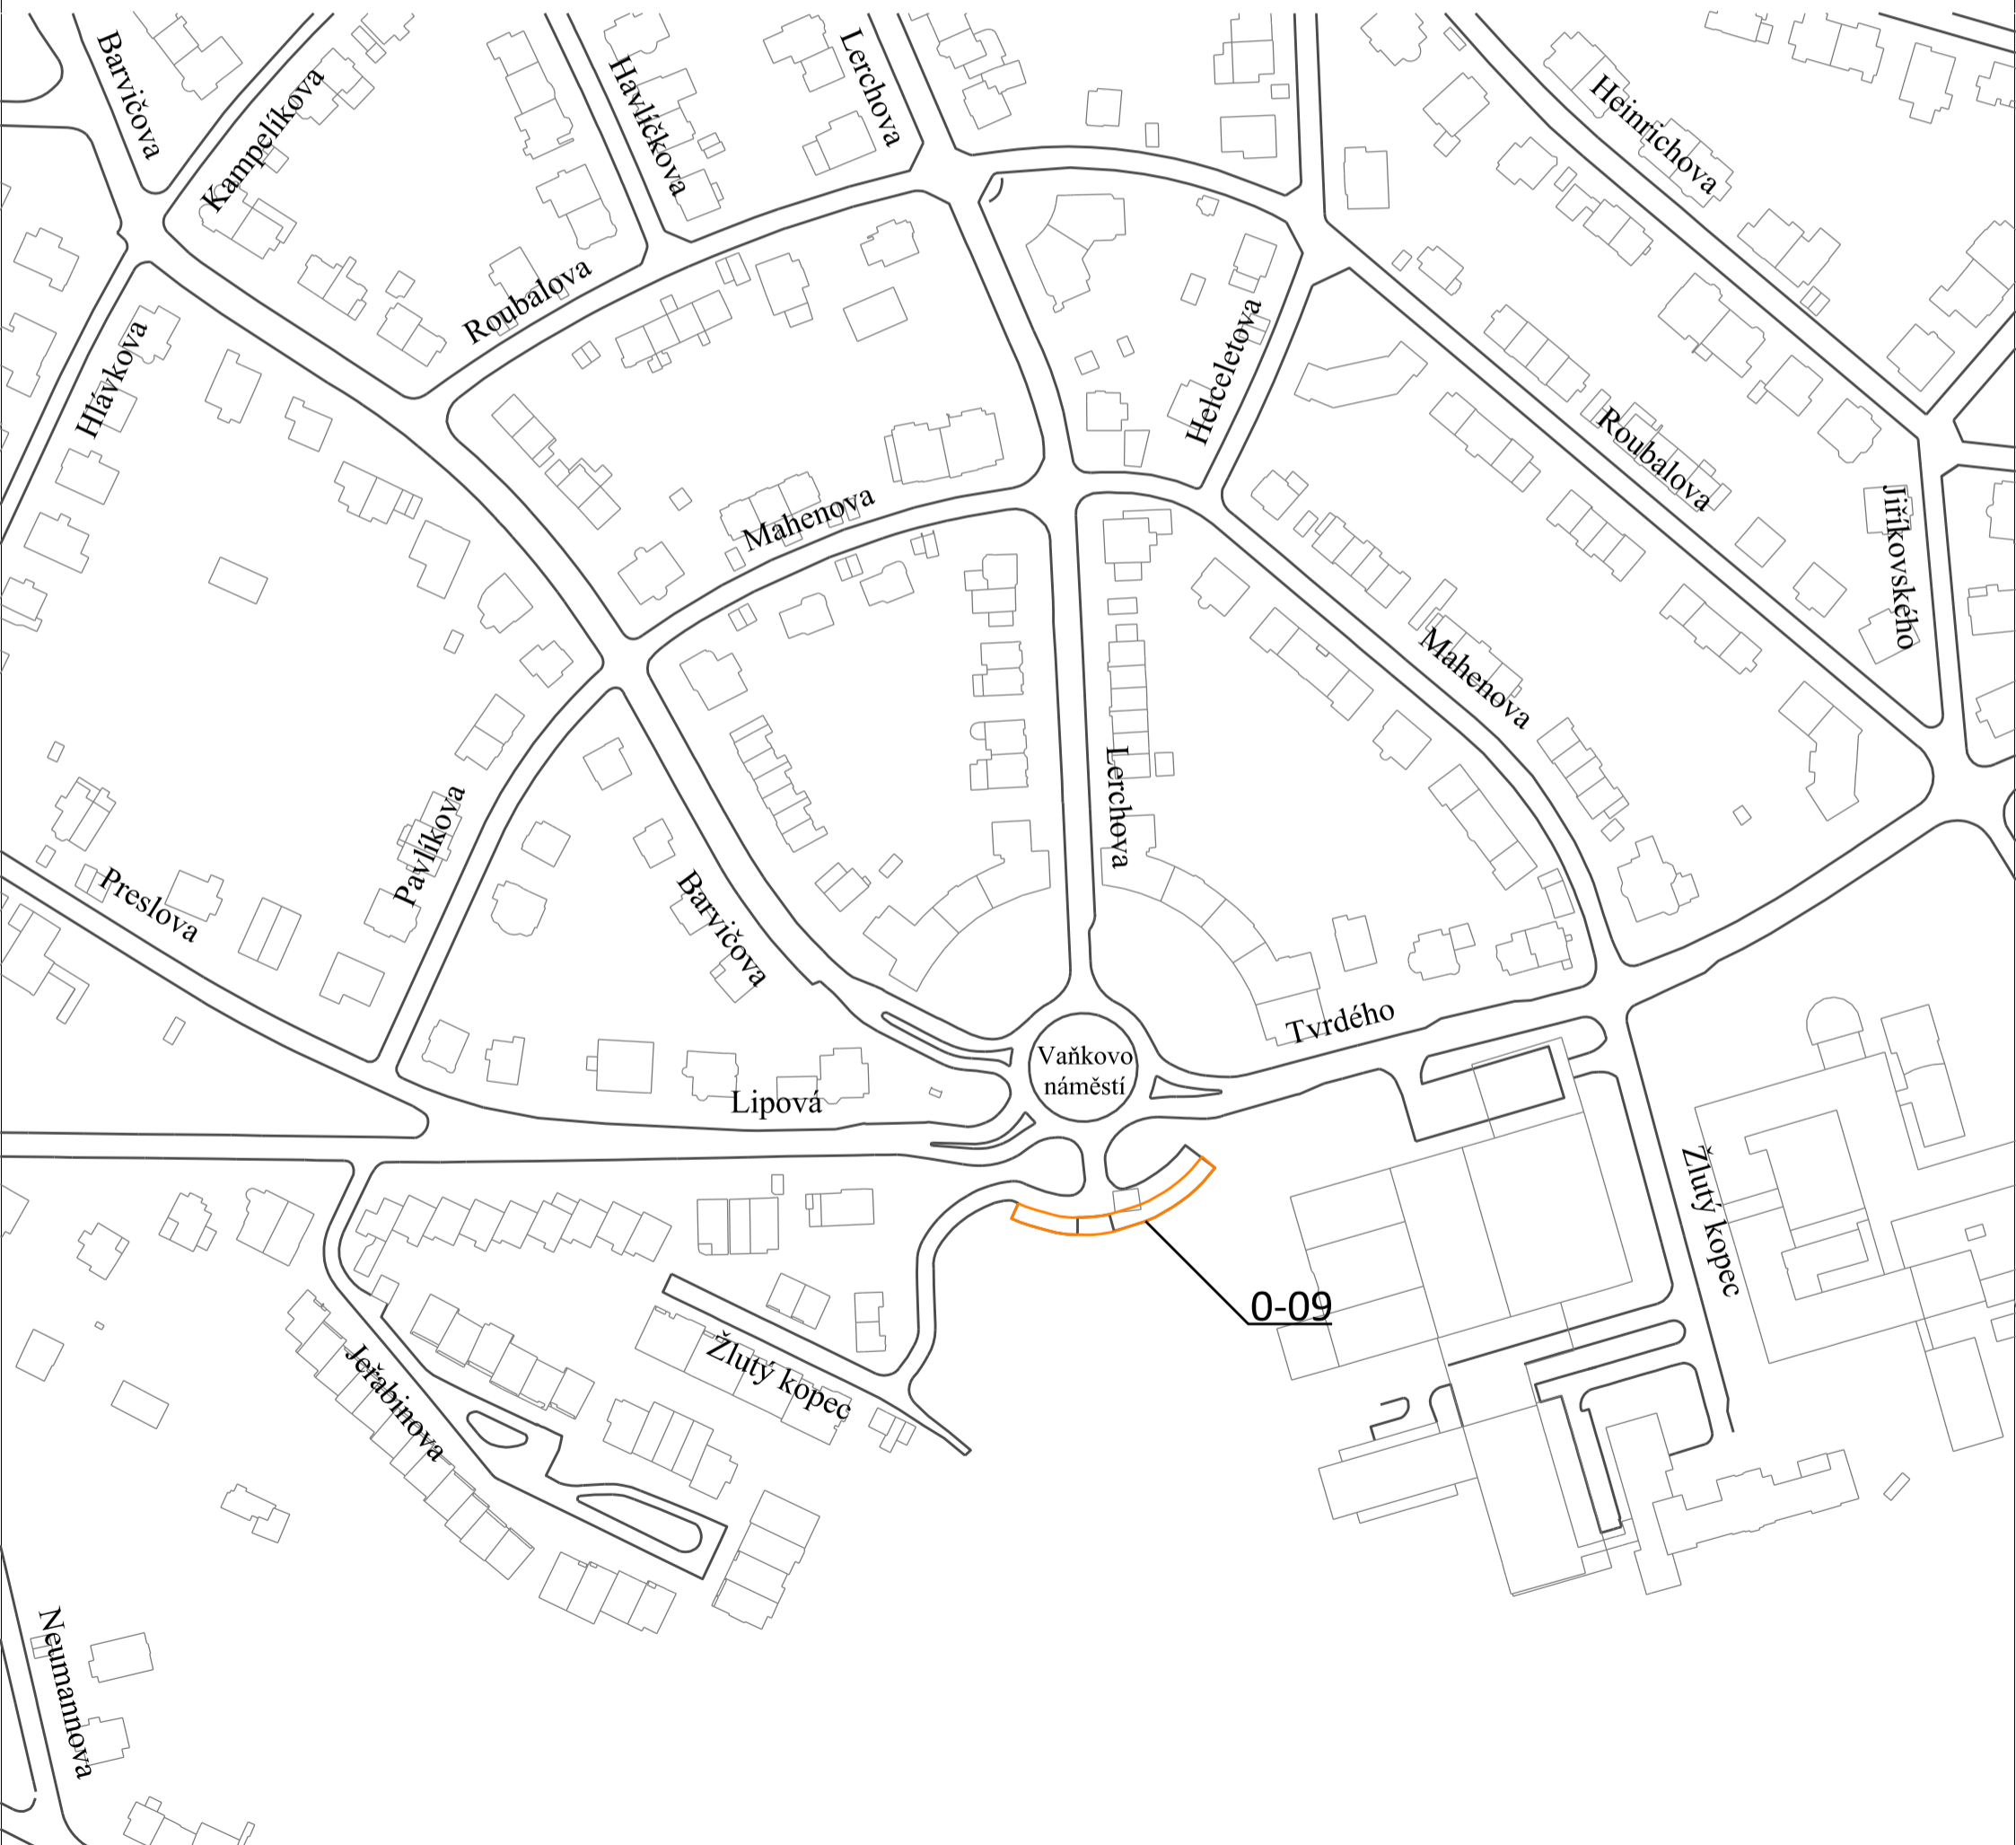 Barvičova
Kampelíkova
Havlíčkova
Lerchova
Heinrichova
Roubalova
Hlávkova
Helceletova
Roubalova
Mahenova
Jiříkovského
Mahenova
Lerchova
Pavlíkova
Preslova
Barvičova
Tvrdého
Vaňkovo
náměstí
Lipová
Žlutý kopec
0-09
Žlutý kopec
Jeřabinova
Neumannova